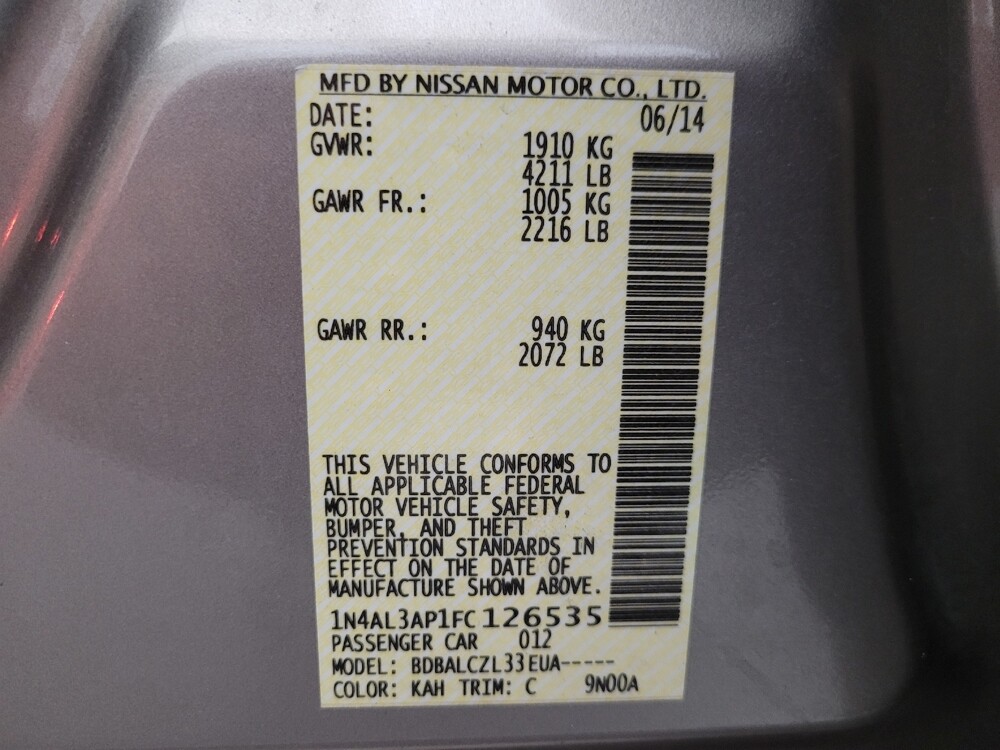 MFD BY NISSAN MOTOR CO., LTD.
DATE: 06/14
GVWR: 1910 KG
4211 LB
GAWR FR.: 1005 KG
2216 LB
GAWR RR.: 940 KG
2072 LB
THIS VEHICLE CONFORMS TO
ALL APPLICABLE FEDERAL
MOTOR VEHICLE SAFETY,
BUMPER, AND THEFT
PREVENTION STANDARDS IN
EFFECT ON THE DATE OF
MANUFACTURE SHOWN ABOVE.
1N4AL3AP1FC126535
PASSENGER CAR 012
MODEL: BDBALCZL33EUA-----
COLOR: KAH TRIM: C 9N00A